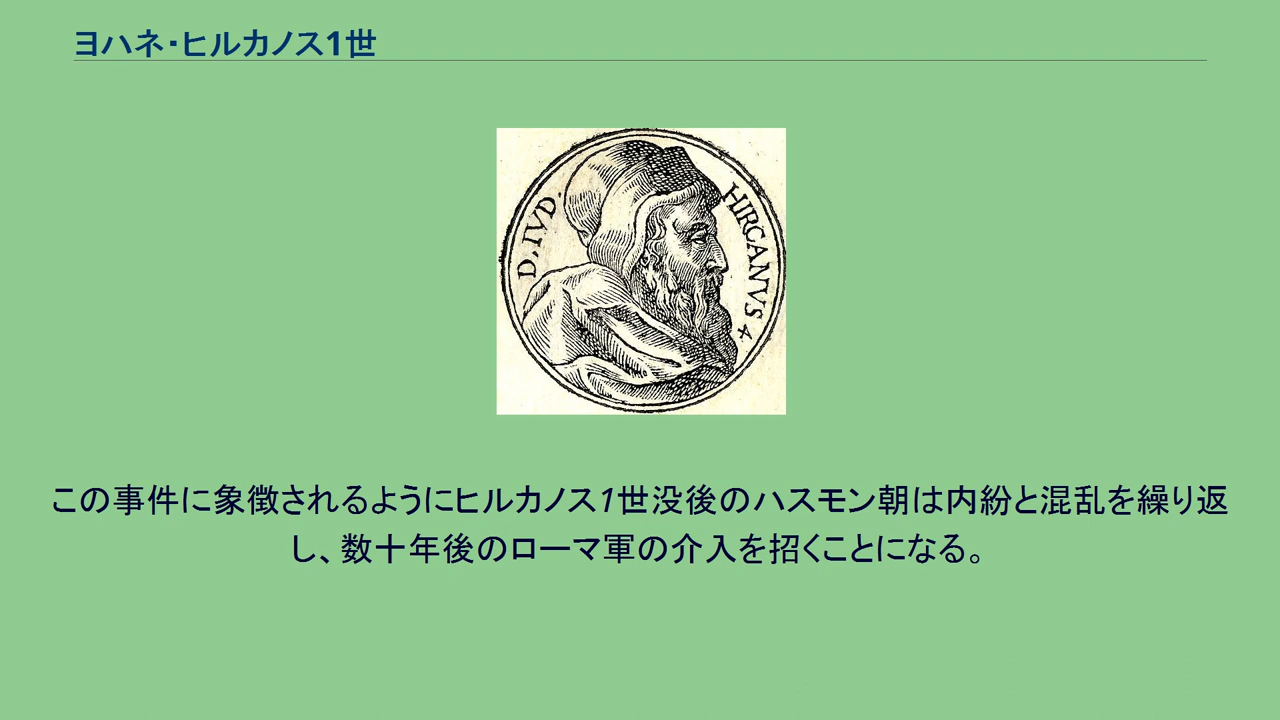 ヨハネ・ヒルカノス1世
D. IVD.
HIRCANVS 4
この事件に象徴されるようにヒルカノス1世没後のハスモン朝は内紛と混乱を繰り返
し、数十年後のローマ軍の介入を招くことになる。